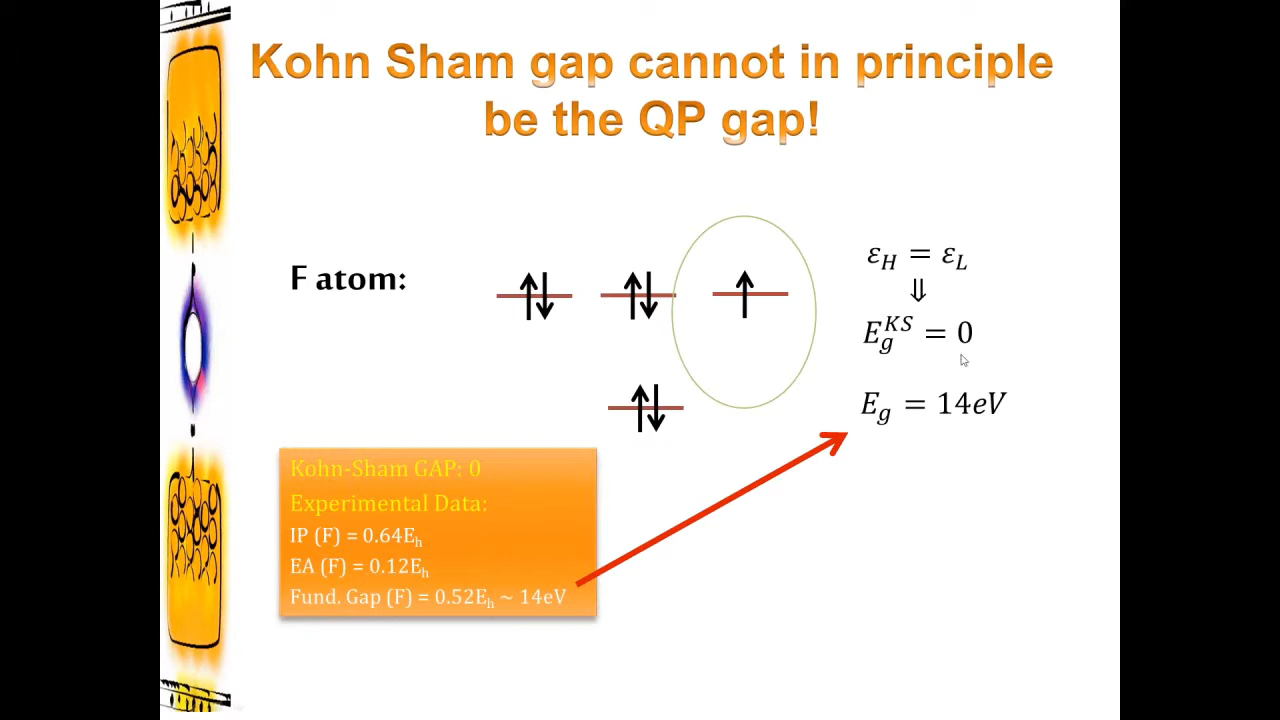 Kohn Sham gap cannot in principle
be the QP gap!
F atom:
ε_H = ε_L
⇓
E_g^{KS} = 0
E_g = 14eV
Kohn-Sham GAP: 0
Experimental Data:
IP (F) = 0.64E_h
EA (F) = 0.12E_h
Fund. Gap (F) = 0.52E_h ~ 14eV